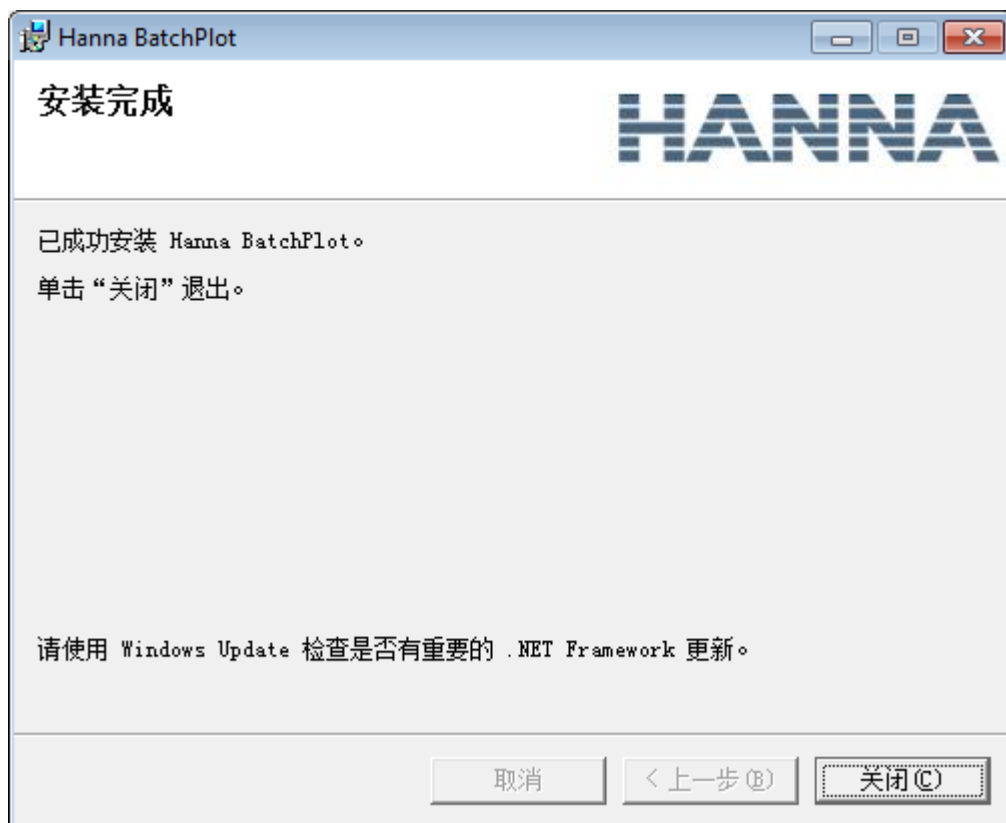 Hanna BatchPlot
安装完成
HANNA
已成功安装 Hanna BatchPlot。
单击“关闭”退出。
请使用 Windows Update 检查是否有重要的 .NET Framework 更新。
取消
< 上一步(B)
关闭(C)